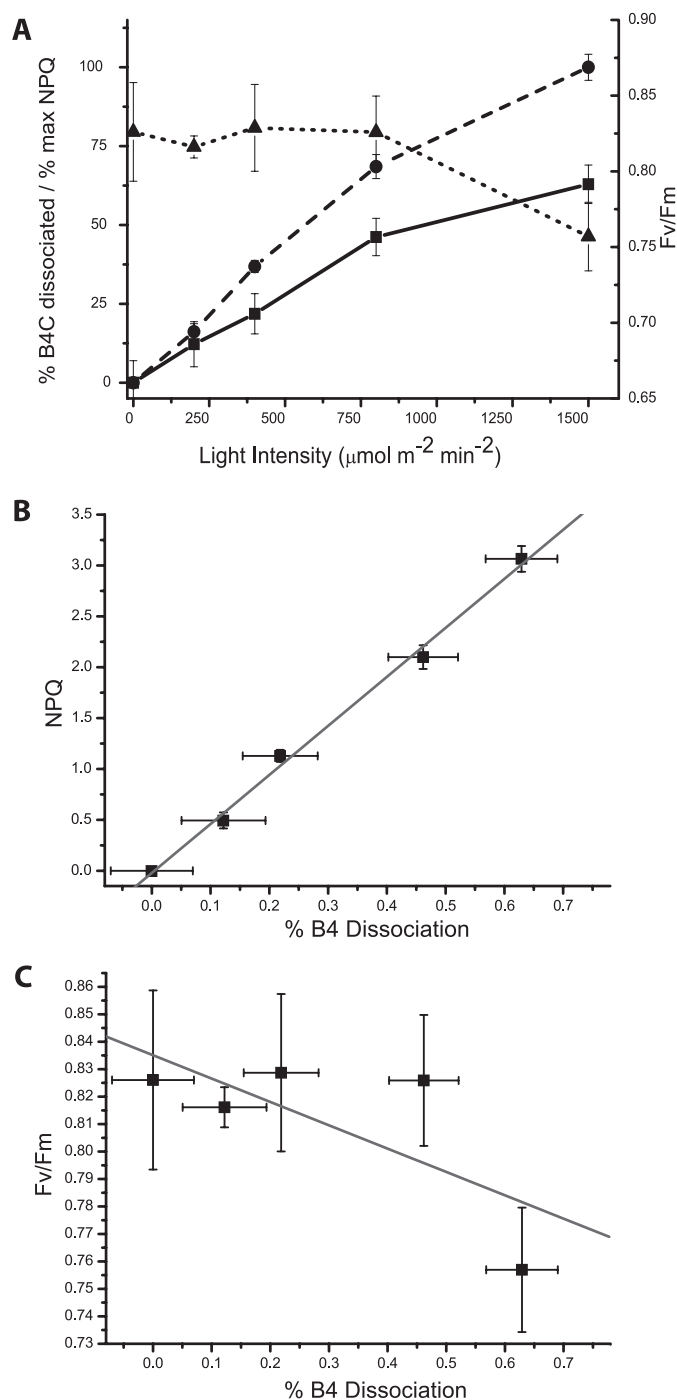 A
% B4C dissociated / % max NPQ
100
75
50
25
0
0.90
0.85
0.80
0.75
0.70
0.65
Fv/Fm
0 250 500 750 1000 1250 1500
Light Intensity (μmol m⁻² min⁻²)
B
NPQ
3.5
3.0
2.5
2.0
1.5
1.0
0.5
0.0
0.0 0.1 0.2 0.3 0.4 0.5 0.6 0.7
% B4 Dissociation
C
Fv/Fm
0.86
0.85
0.84
0.83
0.82
0.81
0.80
0.79
0.78
0.77
0.76
0.75
0.74
0.73
0.0 0.1 0.2 0.3 0.4 0.5 0.6 0.7
% B4 Dissociation